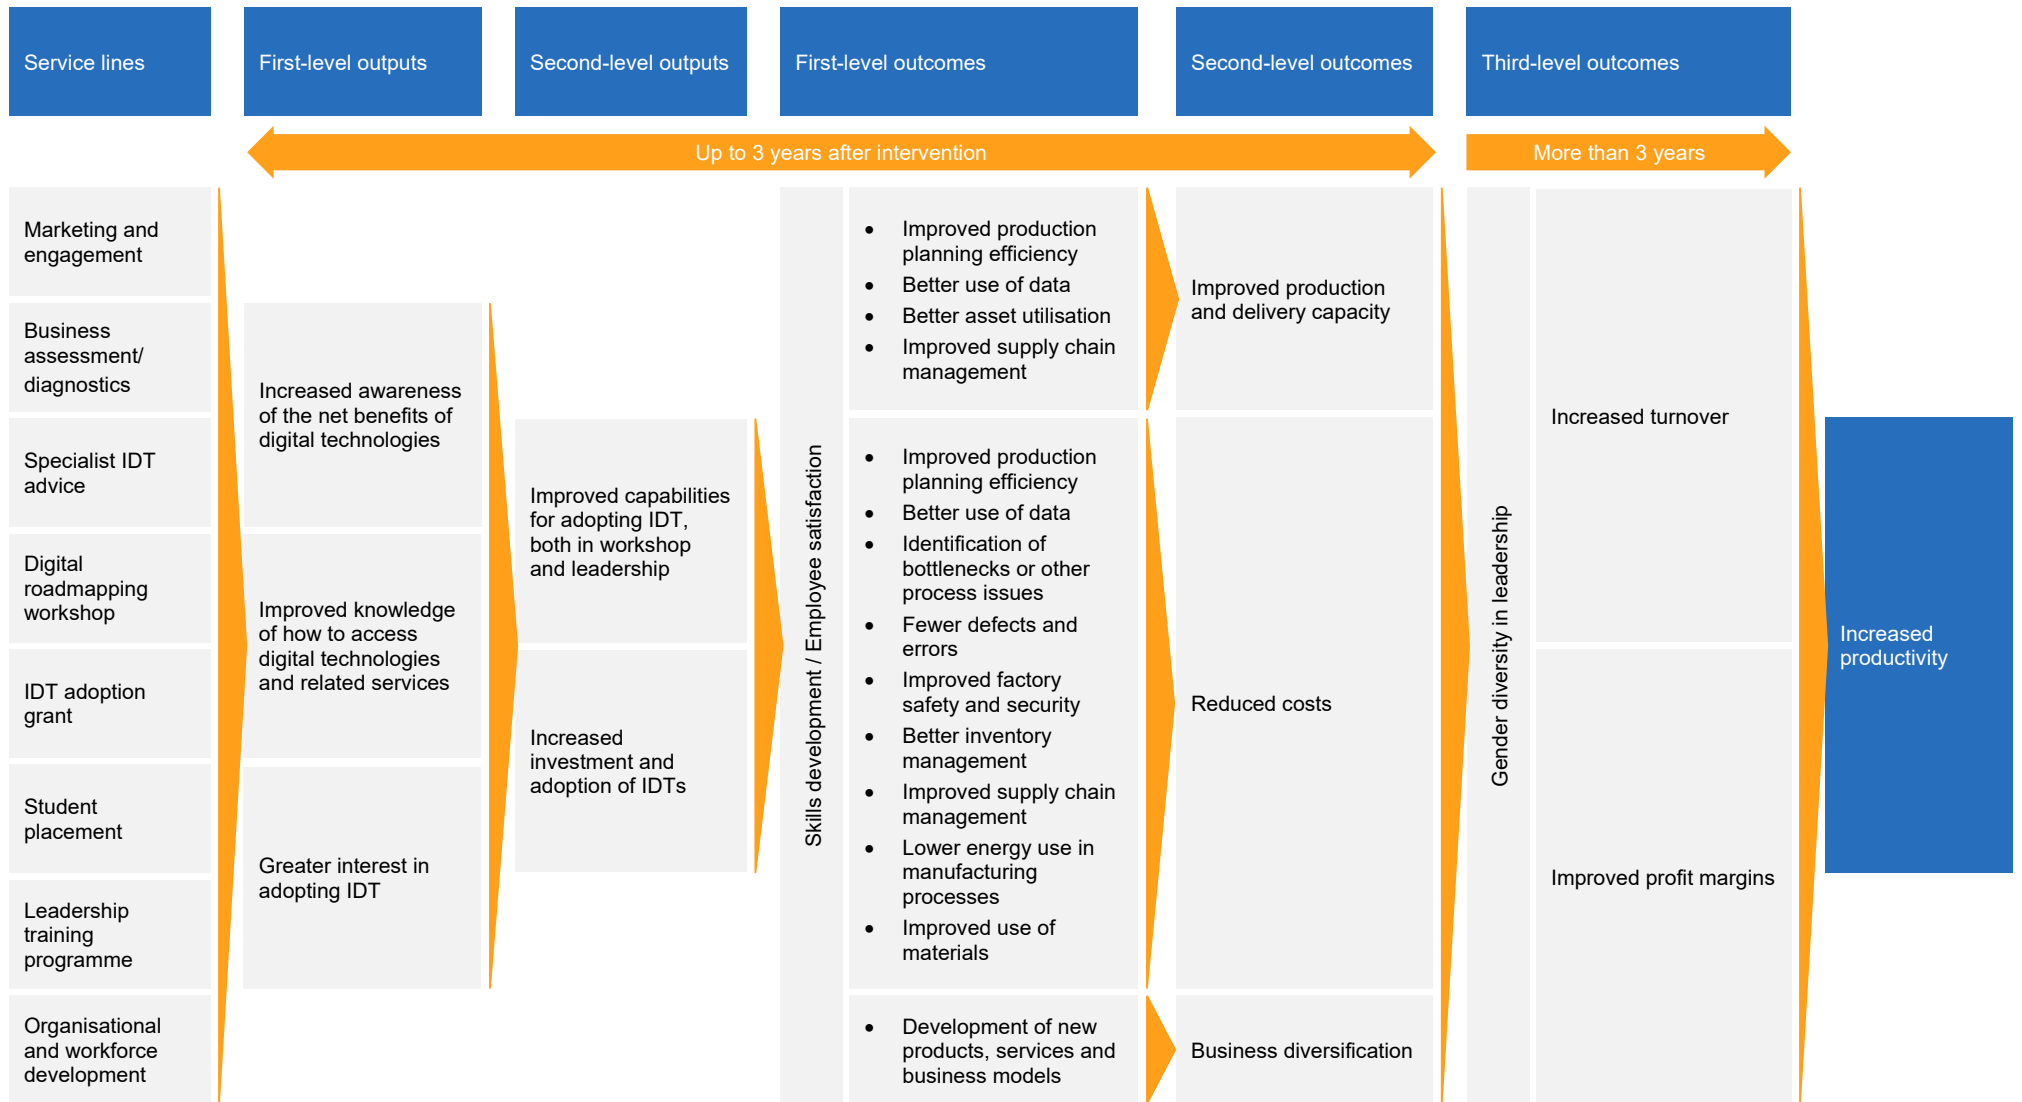 Service lines
First-level outputs
Second-level outputs
First-level outcomes
Second-level outcomes
Third-level outcomes
Up to 3 years after intervention
More than 3 years
Marketing and
engagement
Business
assessment/
diagnostics
Specialist IDT
advice
Digital
roadmapping
workshop
IDT adoption
grant
Student
placement
Leadership
training
programme
Organisational
and workforce
development
Increased awareness
of the net benefits of
digital technologies
Improved knowledge
of how to access
digital technologies
and related services
Greater interest in
adopting IDT
Improved capabilities
for adopting IDT,
both in workshop
and leadership
Increased
investment and
adoption of IDTs
Skills development / Employee satisfaction
• Improved production
planning efficiency
• Better use of data
• Better asset utilisation
• Improved supply chain
management
• Improved production
planning efficiency
• Better use of data
• Identification of
bottlenecks or other
process issues
• Fewer defects and
errors
• Improved factory
safety and security
• Better inventory
management
• Improved supply chain
management
• Lower energy use in
manufacturing
processes
• Improved use of
materials
• Development of new
products, services and
business models
Improved production
and delivery capacity
Reduced costs
Business diversification
Gender diversity in leadership
Increased turnover
Improved profit margins
Increased
productivity